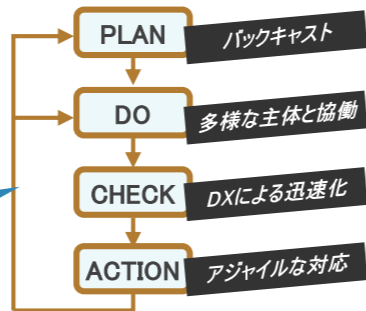 PLAN
バックキャスト
DO
多様な主体と協働
CHECK
DXによる迅速化
ACTION
アジャイルな対応